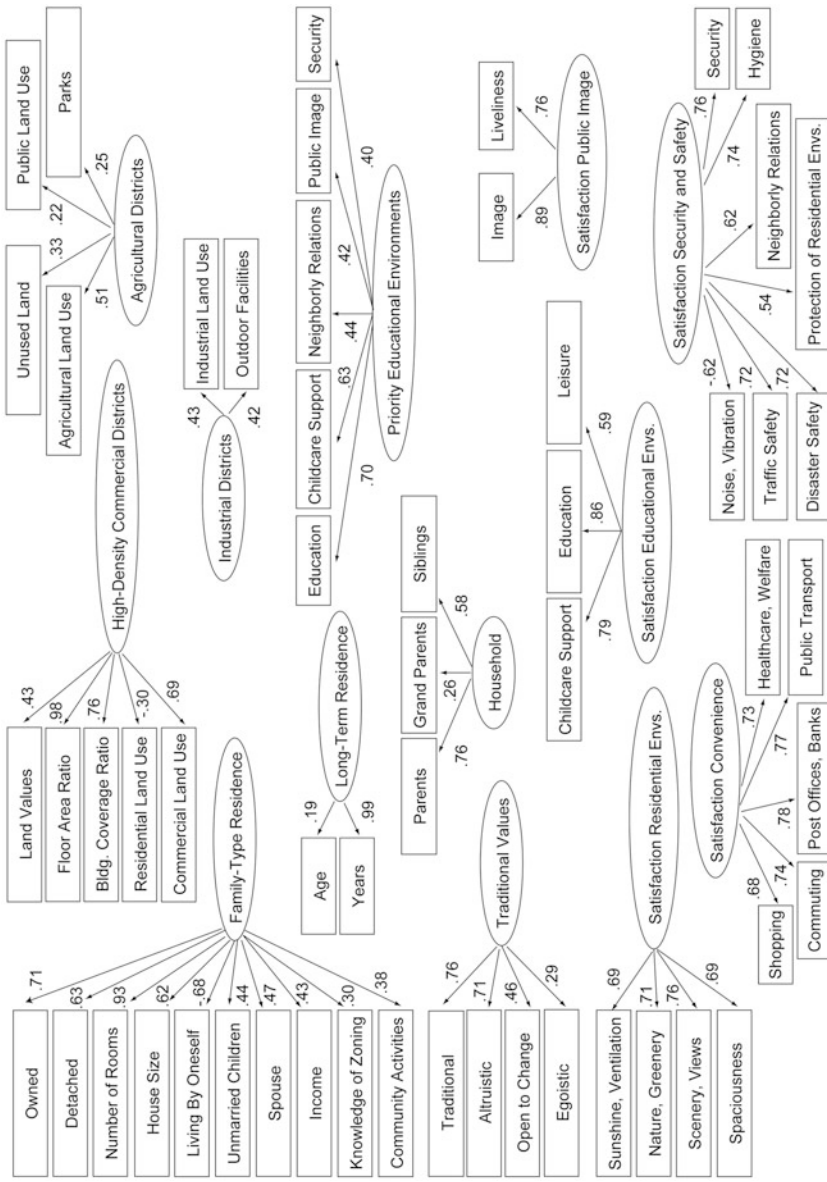 Owned
.71
Detached
.63
Number of Rooms
.93
House Size
.62
Living By Oneself
-.68
Unmarried Children
.44
Spouse
.47
Income
.43
Knowledge of Zoning
.30
Community Activities
.38
Family-Type Residence
Land Values
.43
Floor Area Ratio
.98
Bldg. Coverage Ratio
.76
Residential Land Use
-.30
Commercial Land Use
.69
High-Density Commercial Districts
Unused Land
.33
Public Land Use
.22
Parks
.25
Agricultural Land Use
.51
Agricultural Districts
Industrial Land Use
.43
Outdoor Facilities
.42
Industrial Districts
Age
.19
Years
.99
Long-Term Residence
Education
.70
Childcare Support
.63
Neighborly Relations
.44
Public Image
.42
Security
.40
Priority Educational Environments
Traditional
.76
Altruistic
.71
Open to Change
.46
Egoistic
.29
Traditional Values
Parents
.76
Grand Parents
.26
Siblings
.58
Household
Image
.89
Liveliness
.76
Satisfaction Public Image
Childcare Support
.79
Education
.86
Leisure
.59
Satisfaction Educational Envs.
Sunshine, Ventilation
.69
Nature, Greenery
.71
Scenery, Views
.76
Spaciousness
.69
Satisfaction Residential Envs.
Satisfaction Convenience
Shopping
.68
Commuting
.74
Post Offices, Banks
.78
Public Transport
.77
Healthcare, Welfare
.73
Satisfaction Security and Safety
Noise, Vibration
-.62
Traffic Safety
.72
Disaster Safety
.72
Protection of Residential Envs.
.54
Neighborly Relations
.62
Hygiene
.74
Security
.76